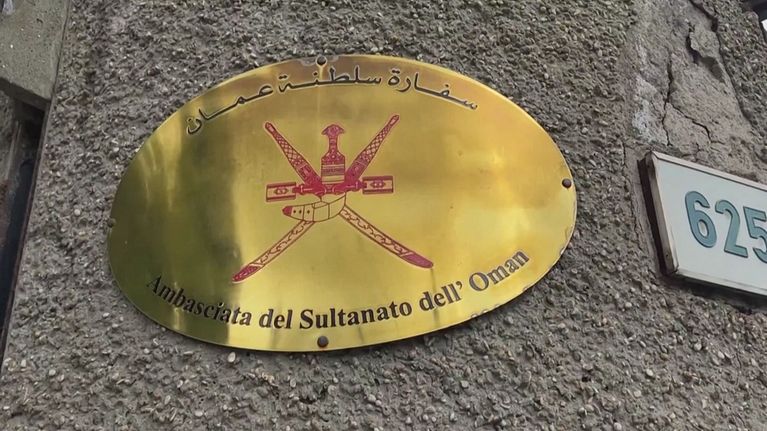 سفارة سلطنة عمان
Ambasciata del Sultanato dell' Oman
625